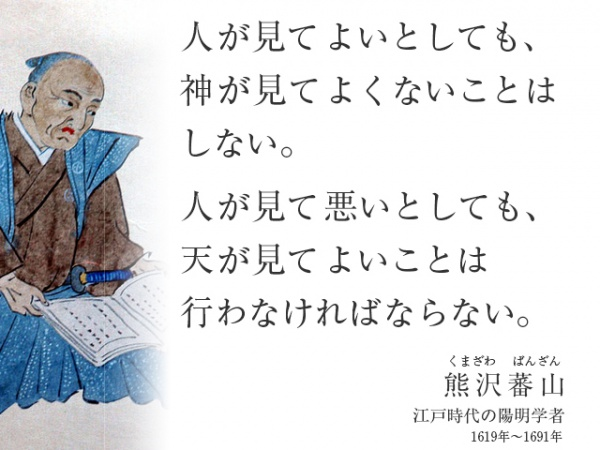 人が見てよいとしても、
神が見てよくないことは
しない。
人が見て悪いとしても、
天が見てよいことは
行わなければならない。
くまざわ ばんざん
熊沢蕃山
江戸時代の陽明学者
1619年～1691年